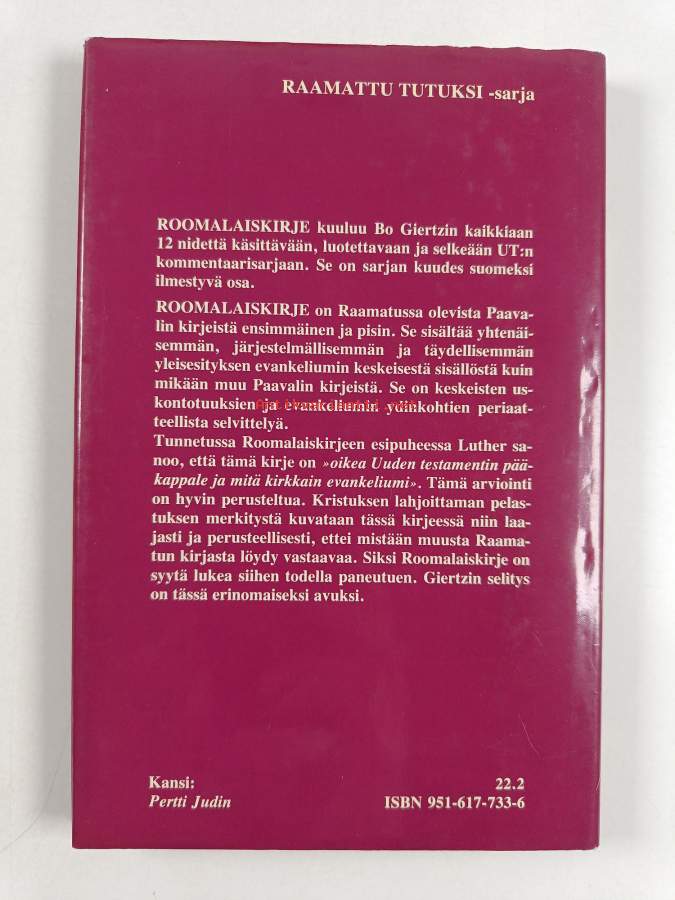 RAAMATTU TUTUKSI -sarja
ROOMALAISKIRJE kuuluu Bo Giertzin kaikkiaan
12 nidettä käsittävään, luotettavaan ja selkeään UT:n
kommentaarisarjaan. Se on sarjan kuudes suomeksi
ilmestyvä osa.
ROOMALAISKIRJE on Raamatussa olevista Paava-
lin kirjeistä ensimmäinen ja pisin. Se sisältää yhtenäi-
semmän, järjestelmällisemmän ja täydellisemmän
yleisesityksen evankeliumin keskeisestä sisällöstä kuin
mikään muu Paavalin kirjeistä. Se on keskeisten us-
kontotuuksien ja evankeliumin ydinkohtien periaat-
teellista selvittelyä.
Tunnetussa Roomalaiskirjeen esipuheessa Luther sa-
noo, että tämä kirje on »oikea Uuden testamentin pää-
kappale ja mitä kirkkain evankeliumi». Tämä arviointi
on hyvin perusteltua. Kristuksen lahjoittaman pelas-
tuksen merkitystä kuvataan tässä kirjeessä niin laa-
jasti ja perusteellisesti, ettei mistään muusta Raama-
tun kirjasta löydy vastaavaa. Siksi Roomalaiskirje on
syytä lukea siihen todella paneutuen. Giertzin selitys
on tässä erinomaiseksi avuksi.
Kansi:
Pertti Judin
22.2
ISBN 951-617-733-6